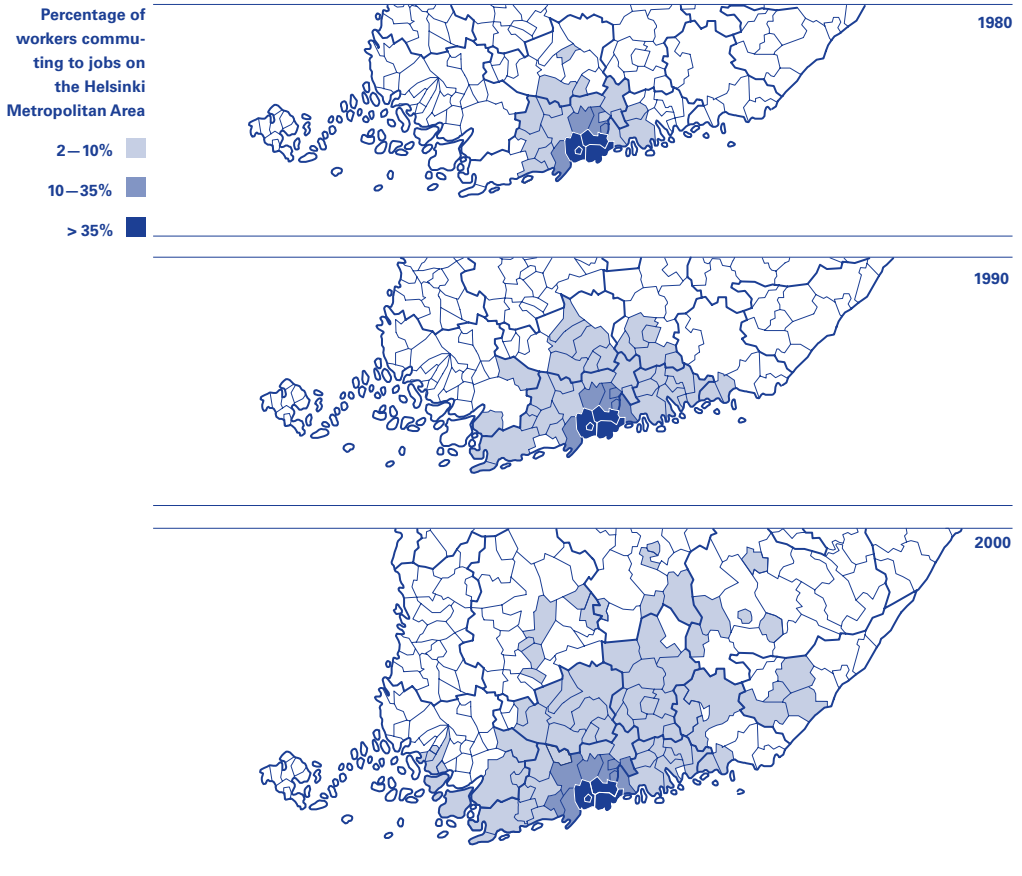 Percentage of
workers commu-
ting to jobs on
the Helsinki
Metropolitan Area
2—10%
10—35%
> 35%
1980
1990
2000